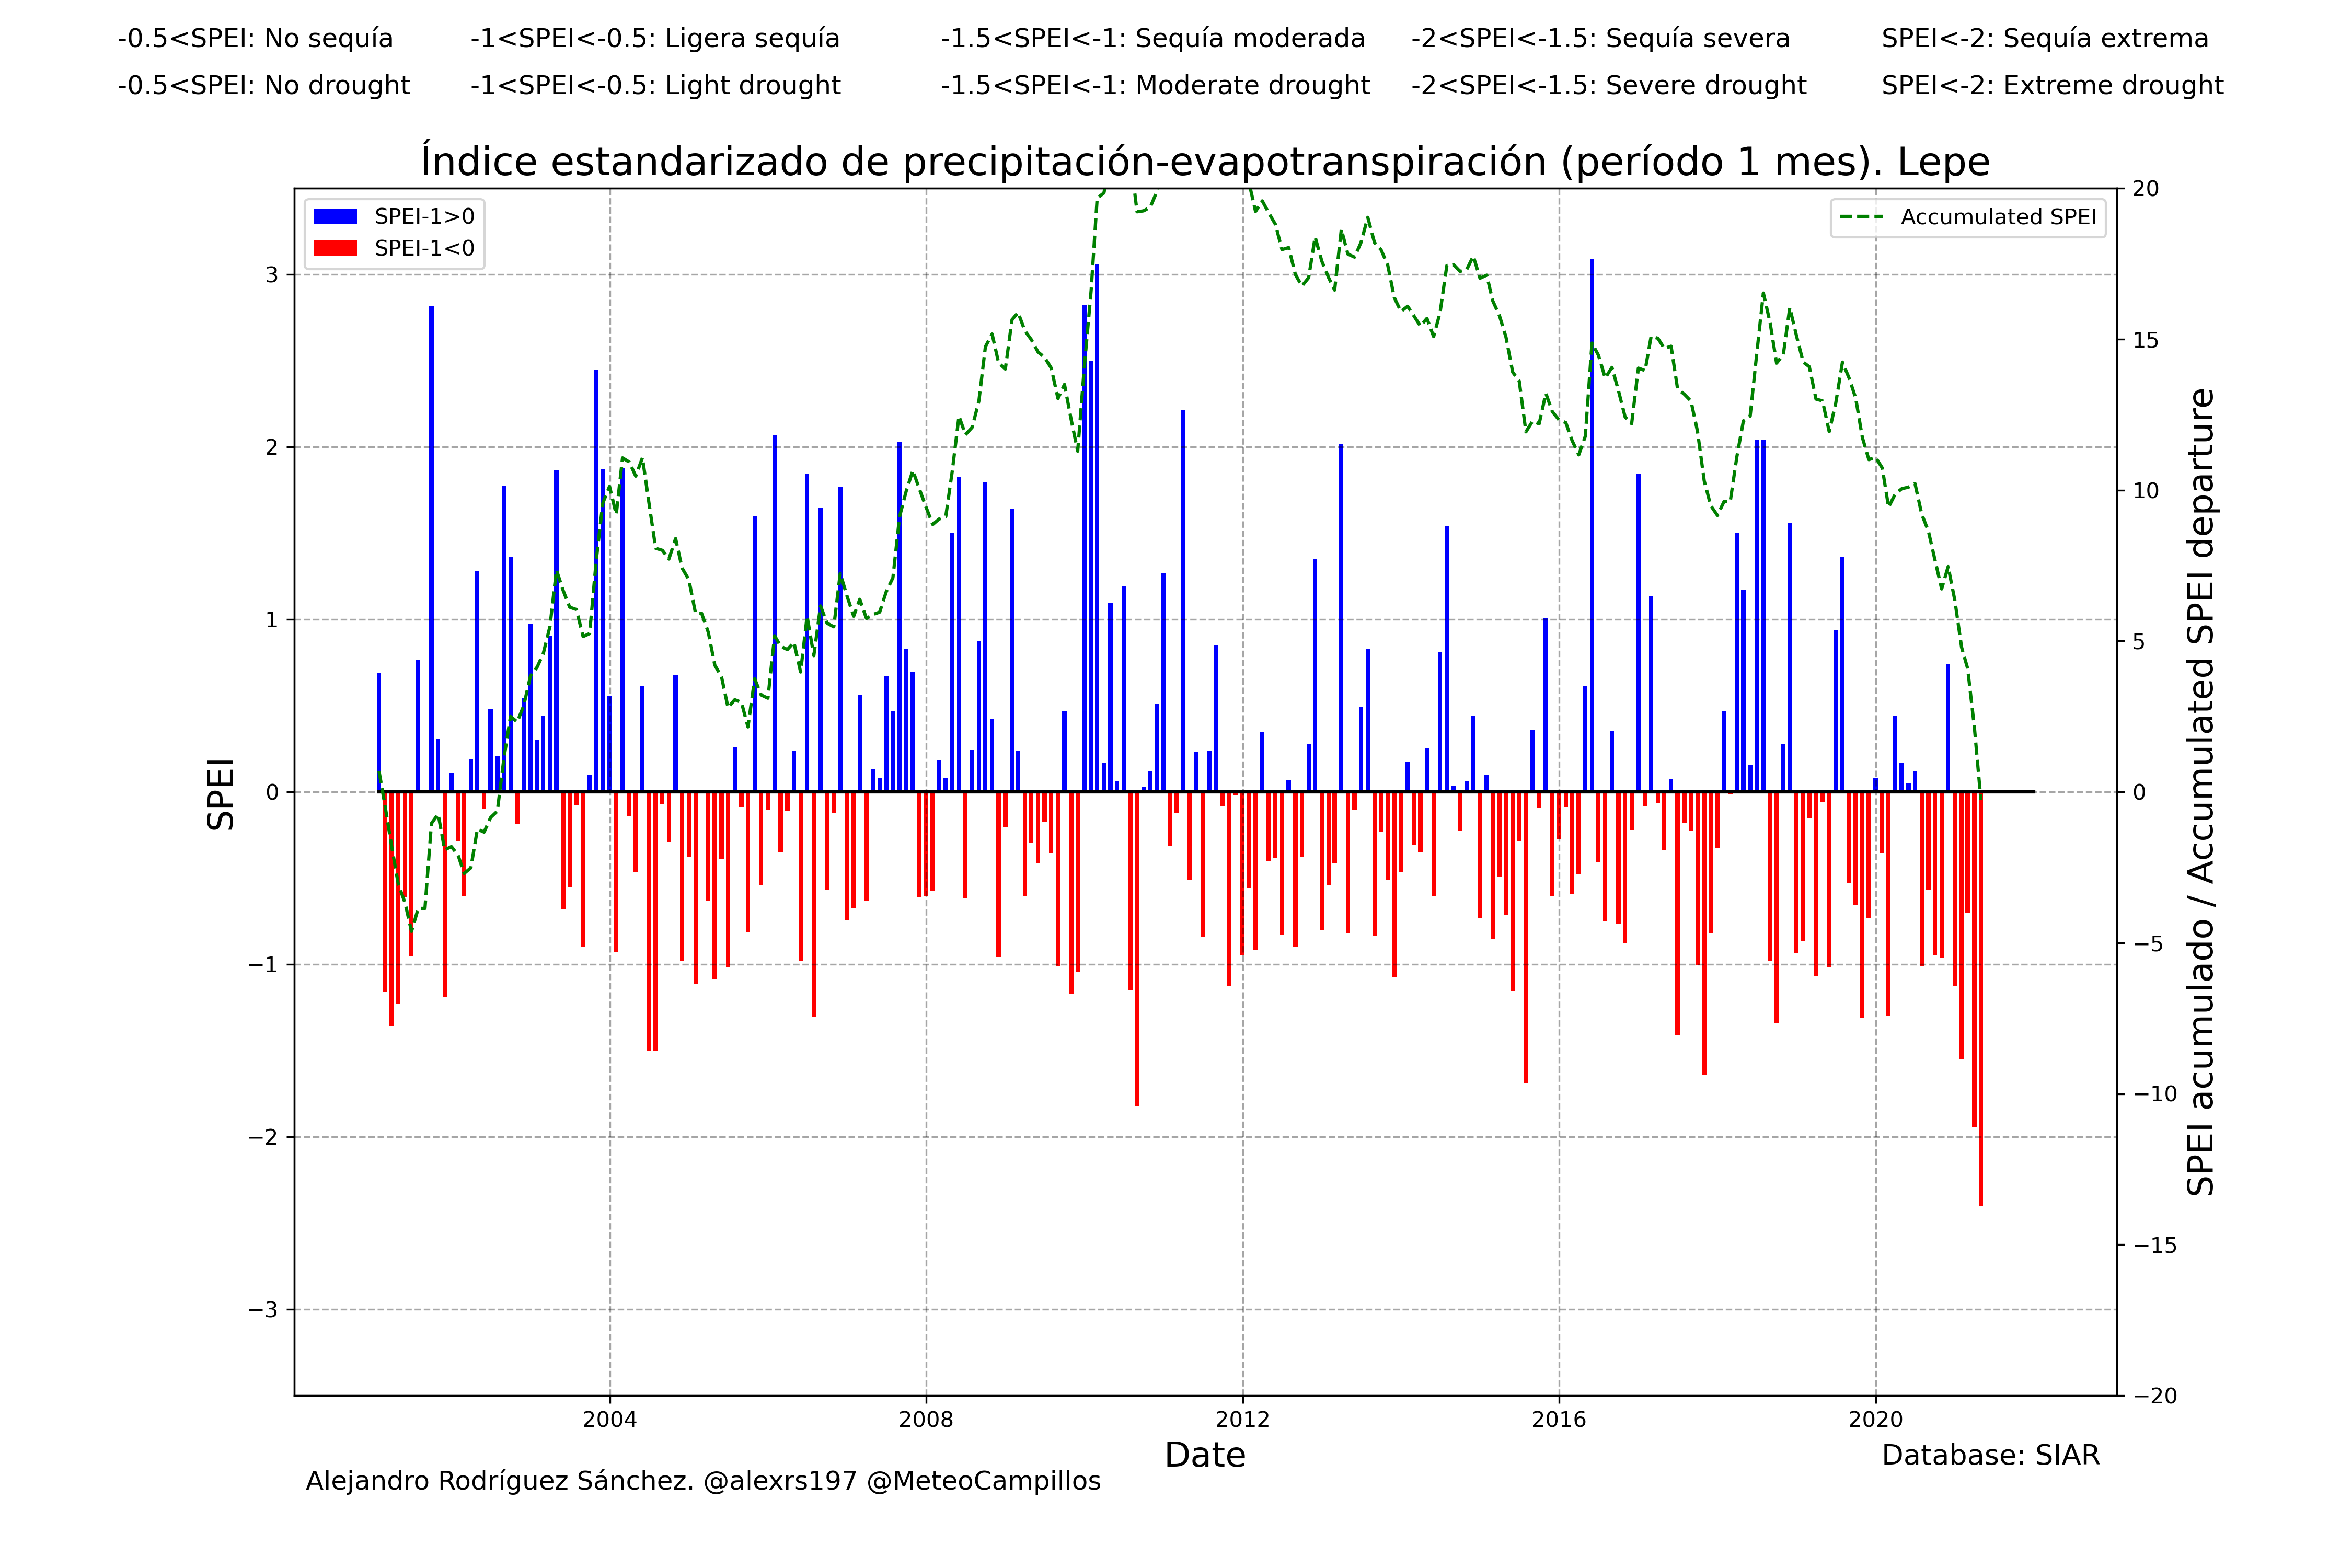 -0.5<SPEI: No sequía -1<SPEI<-0.5: Ligera sequía -1.5<SPEI<-1: Sequía moderada -2<SPEI<-1.5: Sequía severa SPEI<-2: Sequía extrema
-0.5<SPEI: No drought -1<SPEI<-0.5: Light drought -1.5<SPEI<-1: Moderate drought -2<SPEI<-1.5: Severe drought SPEI<-2: Extreme drought
Índice estandarizado de precipitación-evapotranspiración (período 1 mes). Lepe
SPEI-1>0
SPEI-1<0
Accumulated SPEI
SPEI
3
2
1
0
−1
−2
−3
20
15
10
5
0
−5
−10
−15
−20
SPEI acumulado / Accumulated SPEI departure
2004 2008 2012 2016 2020
Date
Database: SIAR
Alejandro Rodríguez Sánchez. @alexrs197 @MeteoCampillos